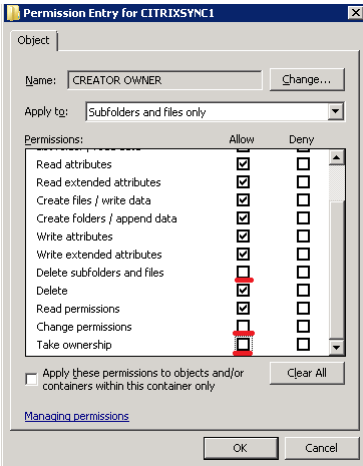 Permission Entry for CITRIXSYNC1
Object
Name: CREATOR OWNER Change...
Apply to: Subfolders and files only
Permissions: Allow Deny
Read attributes
Read extended attributes
Create files / write data
Create folders / append data
Write attributes
Write extended attributes
Delete subfolders and files
Delete
Read permissions
Change permissions
Take ownership
Apply these permissions to objects and/or Clear All
containers within this container only
Managing permissions
OK Cancel